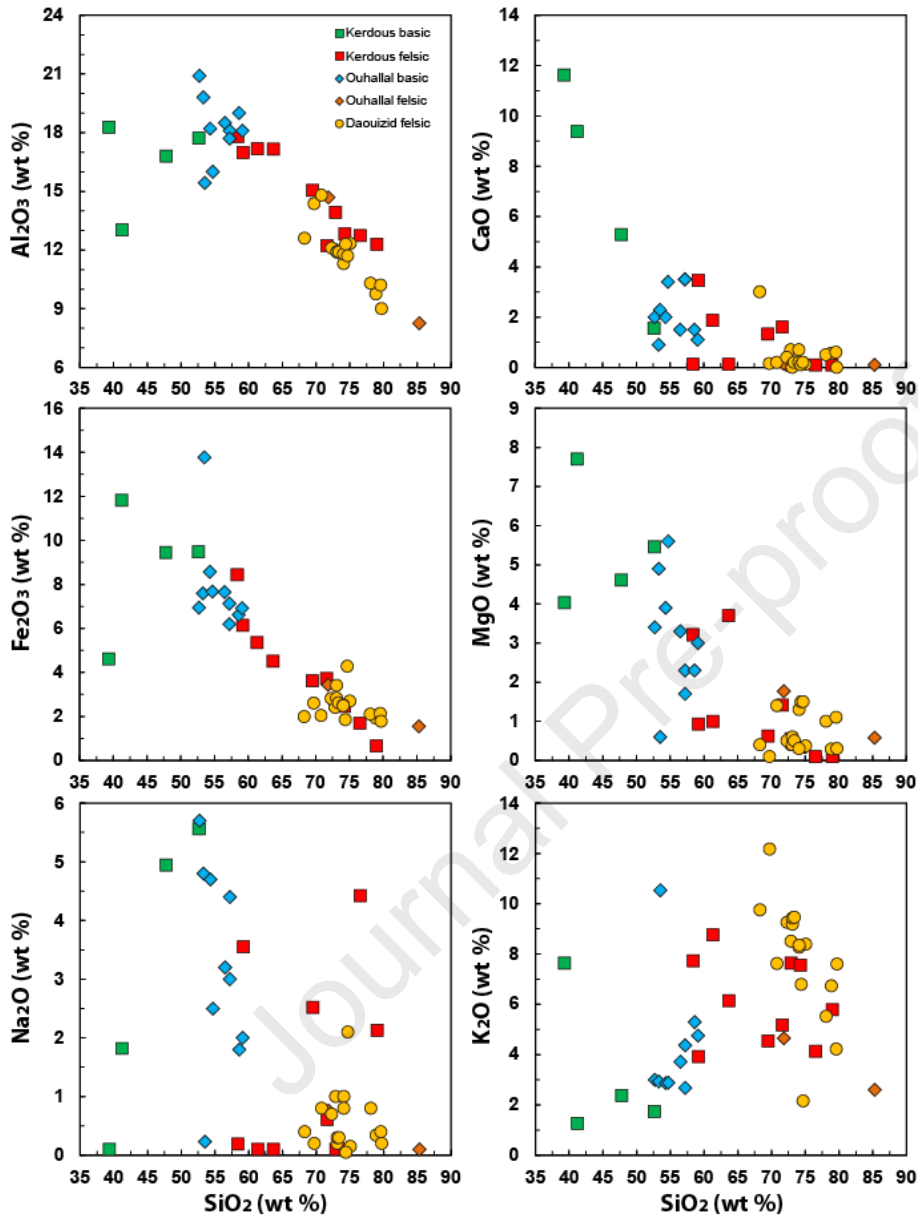 24
21
18
15
12
9
6
Al2O3 (wt %)
35 40 45 50 55 60 65 70 75 80 85 90
Kerdous basic
Kerdous felsic
Ouhallal basic
Ouhallal felsic
Daouizid felsic
14
12
10
8
6
4
2
0
CaO (wt %)
35 40 45 50 55 60 65 70 75 80 85 90
16
14
12
10
8
6
4
2
0
Fe2O3 (wt %)
35 40 45 50 55 60 65 70 75 80 85 90
9
8
7
6
5
4
3
2
1
0
MgO (wt %)
35 40 45 50 55 60 65 70 75 80 85 90
6
5
4
3
2
1
0
Na2O (wt %)
35 40 45 50 55 60 65 70 75 80 85 90
SiO2 (wt %)
14
12
10
8
6
4
2
0
K2O (wt %)
35 40 45 50 55 60 65 70 75 80 85 90
SiO2 (wt %)
Journal Pre-proof